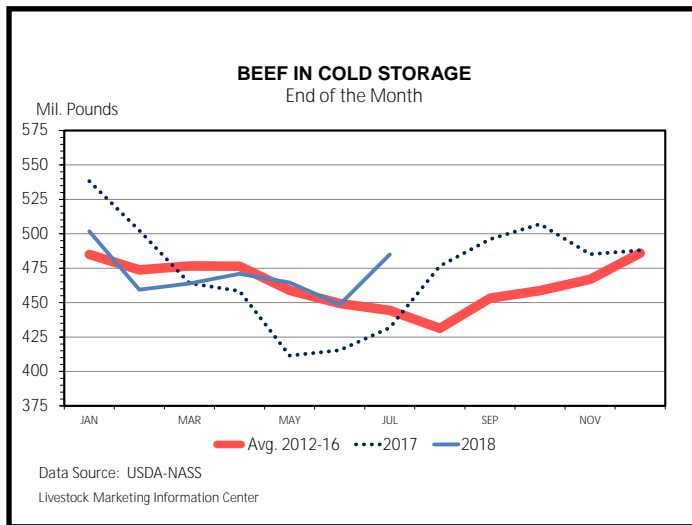 BEEF IN COLD STORAGE
End of the Month
Mil. Pounds
575
550
525
500
475
450
425
400
375
JAN MAR MAY JUL SEP NOV
Avg. 2012-16 2017 2018
Data Source: USDA-NASS
Livestock Marketing Information Center